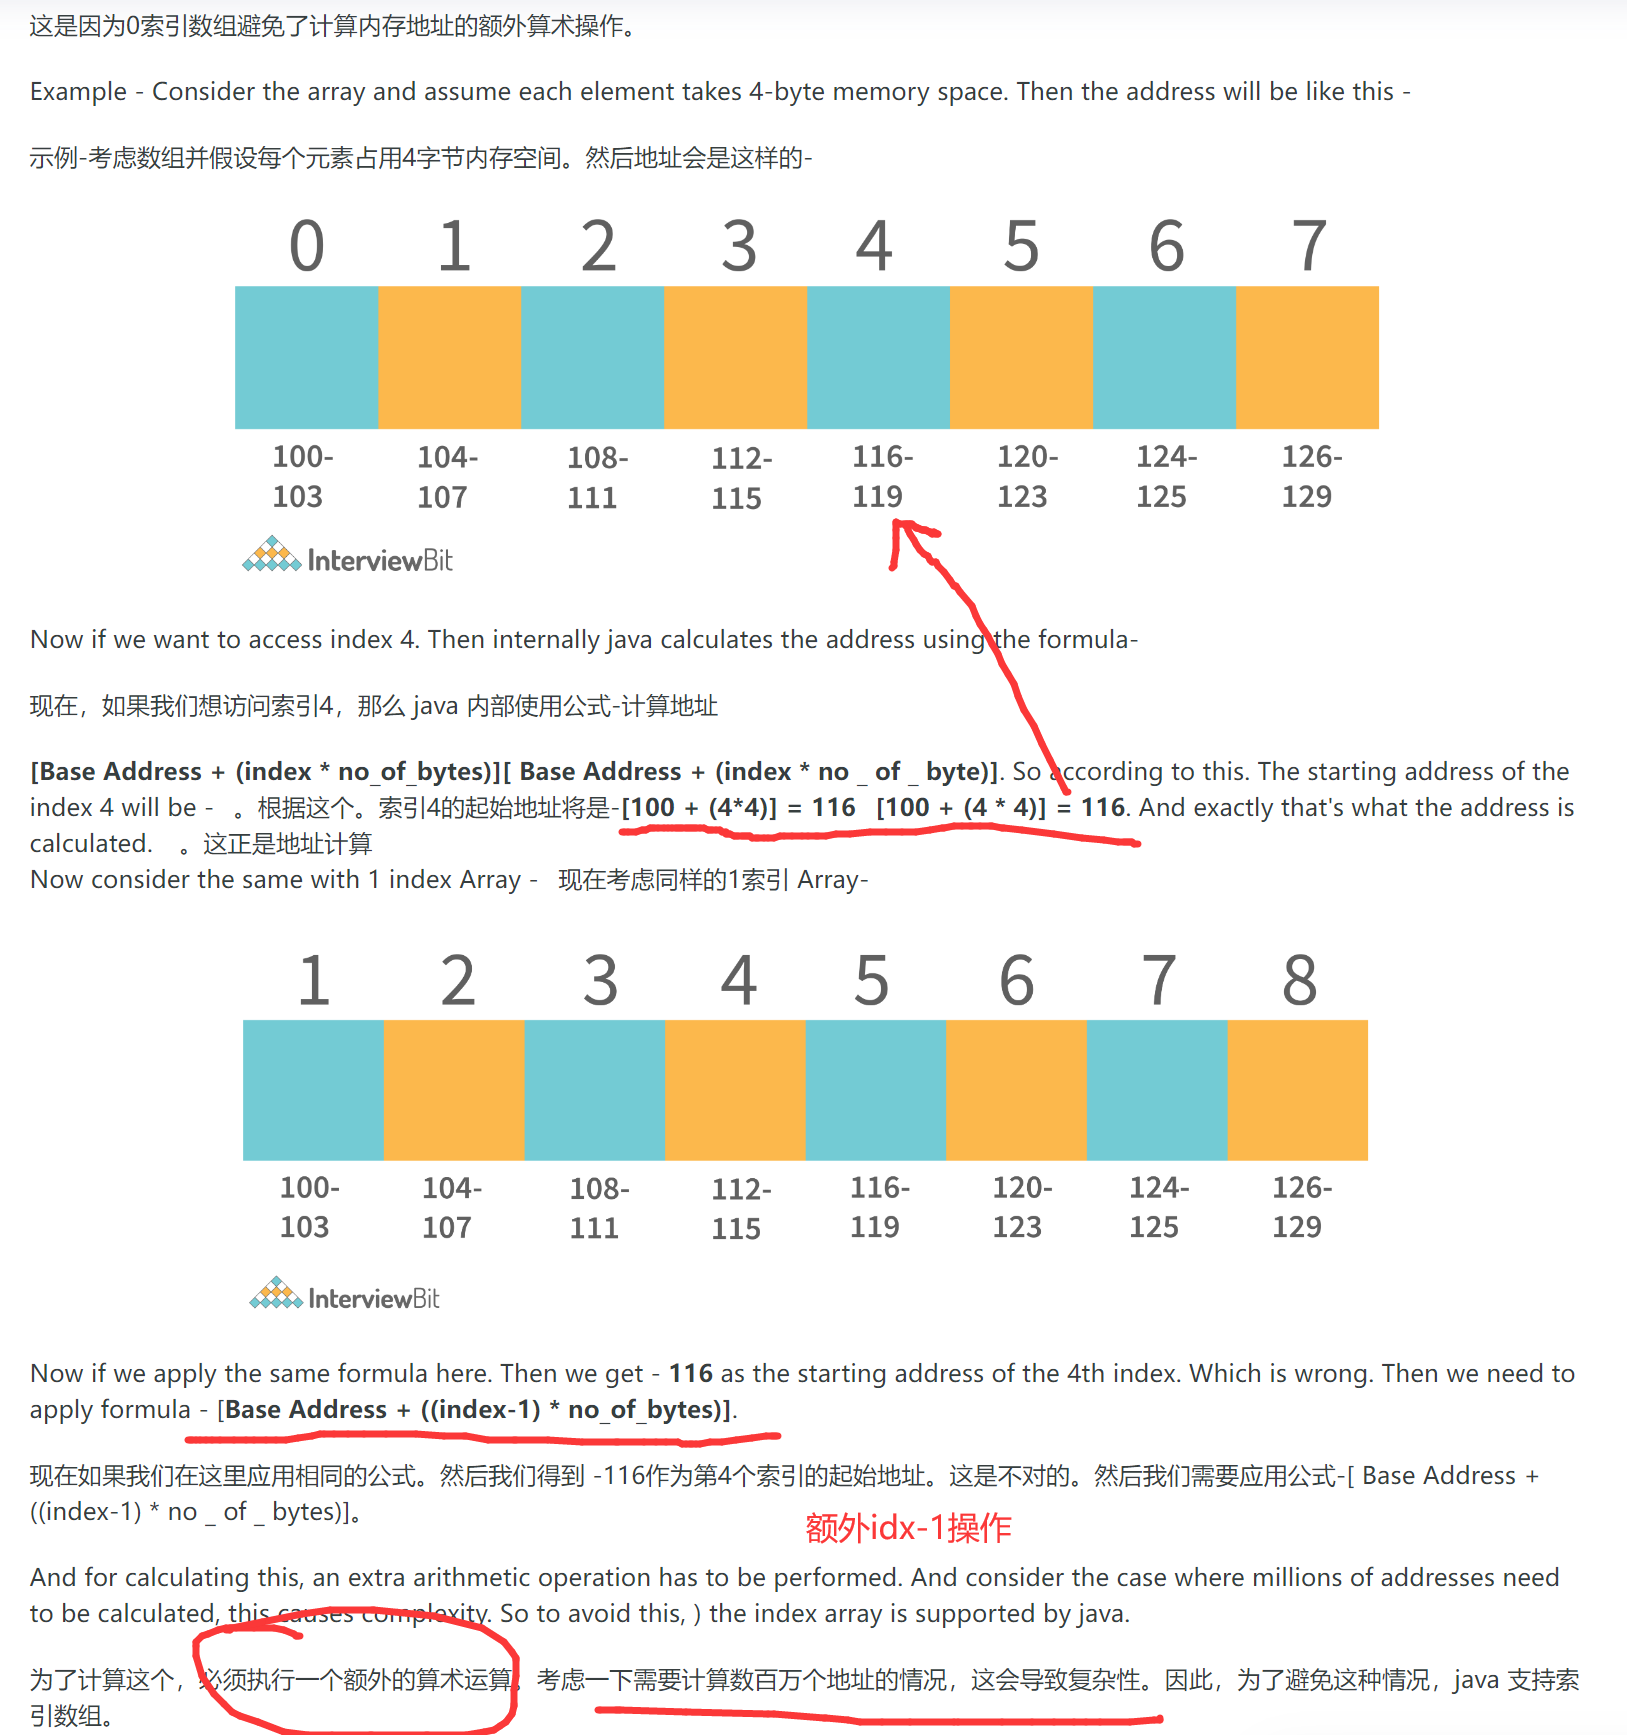 这是因为0索引数组避免了计算内存地址的额外算术操作。
Example - Consider the array and assume each element takes 4-byte memory space. Then the address will be like this -
示例-考虑数组并假设每个元素占用4字节内存空间。然后地址会是这样的-
0 1 2 3 4 5 6 7
100- 104- 108- 112- 116- 120- 124- 126-
103 107 111 115 119 123 125 129
InterviewBit
Now if we want to access index 4. Then internally java calculates the address using the formula-
现在，如果我们想访问索引4，那么 java 内部使用公式-计算地址
[Base Address + (index * no_of_bytes)][ Base Address + (index * no _ of _ byte)]. So according to this. The starting address of the
index 4 will be - 。根据这个。索引4的起始地址将是-[100 + (4*4)] = 116 [100 + (4 * 4)] = 116. And exactly that's what the address is
calculated. 。这正是地址计算
Now consider the same with 1 index Array - 现在考虑同样的1索引 Array-
1 2 3 4 5 6 7 8
100- 104- 108- 112- 116- 120- 124- 126-
103 107 111 115 119 123 125 129
InterviewBit
Now if we apply the same formula here. Then we get - 116 as the starting address of the 4th index. Which is wrong. Then we need to
apply formula - [Base Address + ((index-1) * no_of_bytes)].
现在如果我们在这里应用相同的公式。然后我们得到 -116作为第4个索引的起始地址。这是不对的。然后我们需要应用公式-[ Base Address +
((index-1) * no _ of _ bytes)]。
额外idx-1操作
And for calculating this, an extra arithmetic operation has to be performed. And consider the case where millions of addresses need
to be calculated, this causes complexity. So to avoid this, ) the index array is supported by java.
为了计算这个，必须执行一个额外的算术运算。考虑一下需要计算数百万个地址的情况，这会导致复杂性。因此，为了避免这种情况，java 支持索
引数组。